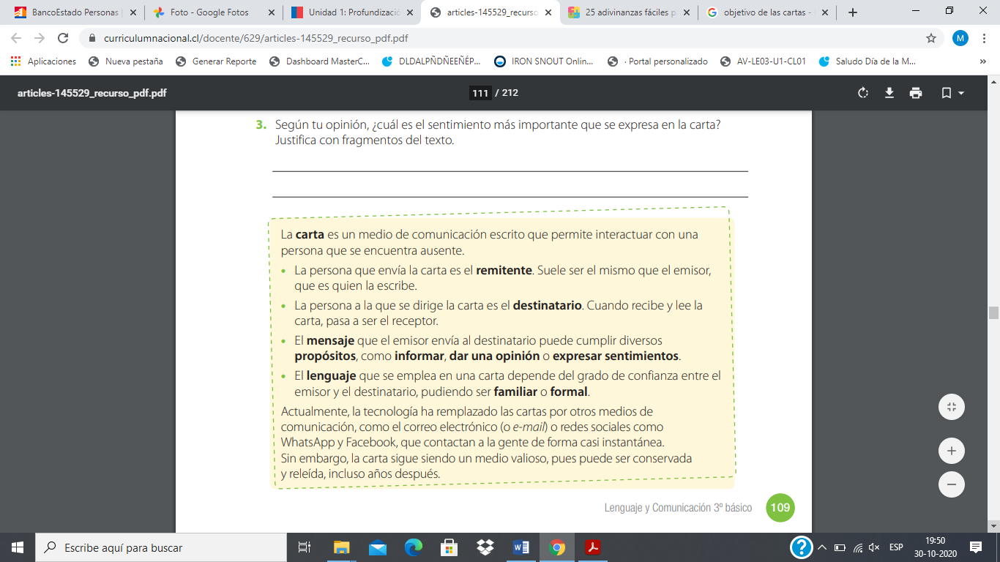 BancoEstado Personas
Foto - Google Fotos
Unidad 1: Profundizació
articles-145529_recurso
25 adivinanzas fáciles p
objetivo de las cartas -
curriculumnacional.cl/docente/629/articles-145529_recurso_pdf.pdf
M
Aplicaciones
Nueva pestaña
Generar Reporte
Dashboard MasterC...
DLDALPÑDÑEEÑÉP...
IRON SNOUT Onlin...
· Portal personalizado
AV-LE03-U1-CL01
Saludo Día de la M...
»
articles-145529_recurso_pdf.pdf
111 / 212
3. Según tu opinión, ¿cuál es el sentimiento más importante que se expresa en la carta?
Justifica con fragmentos del texto.
La carta es un medio de comunicación escrito que permite interactuar con una
persona que se encuentra ausente.
• La persona que envía la carta es el remitente. Suele ser el mismo que el emisor,
que es quien la escribe.
• La persona a la que se dirige la carta es el destinatario. Cuando recibe y lee la
carta, pasa a ser el receptor.
• El mensaje que el emisor envía al destinatario puede cumplir diversos
propósitos, como informar, dar una opinión o expresar sentimientos.
• El lenguaje que se emplea en una carta depende del grado de confianza entre el
emisor y el destinatario, pudiendo ser familiar o formal.
Actualmente, la tecnología ha remplazado las cartas por otros medios de
comunicación, como el correo electrónico (o e-mail) o redes sociales como
WhatsApp y Facebook, que contactan a la gente de forma casi instantánea.
Sin embargo, la carta sigue siendo un medio valioso, pues puede ser conservada
y releída, incluso años después.
Lenguaje y Comunicación 3º básico 109
Escribe aquí para buscar
ESP
19:50
30-10-2020